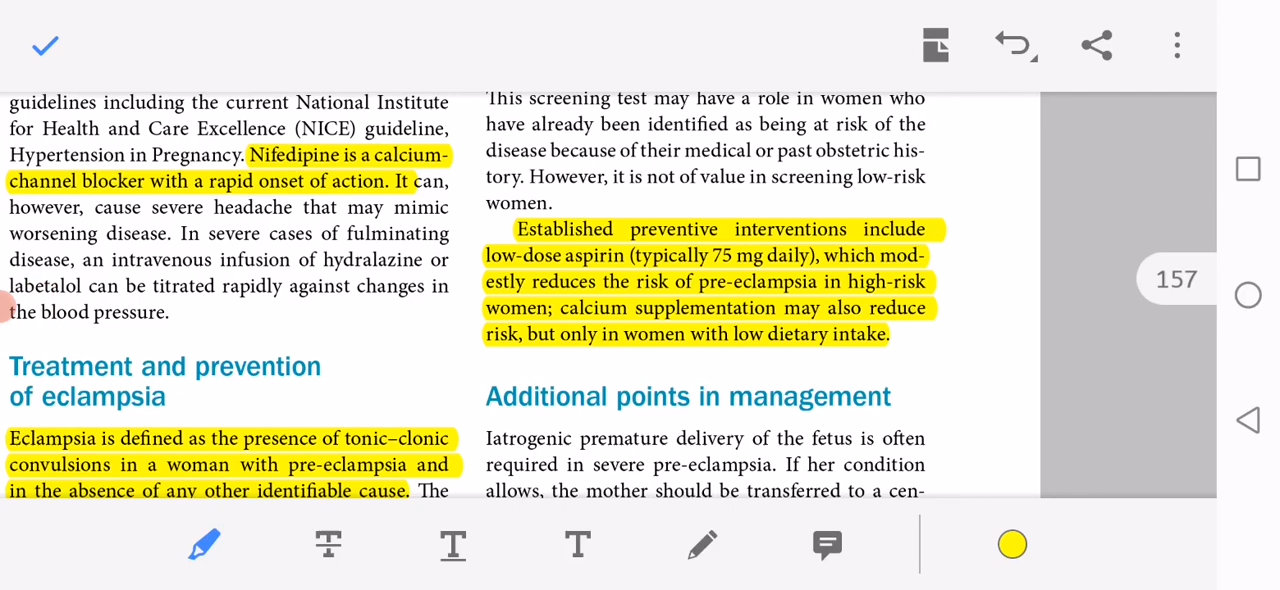 guidelines including the current National Institute
for Health and Care Excellence (NICE) guideline,
Hypertension in Pregnancy. Nifedipine is a calcium-
channel blocker with a rapid onset of action. It can,
however, cause severe headache that may mimic
worsening disease. In severe cases of fulminating
disease, an intravenous infusion of hydralazine or
labetalol can be titrated rapidly against changes in
the blood pressure.
Treatment and prevention
of eclampsia
Eclampsia is defined as the presence of tonic–clonic
convulsions in a woman with pre-eclampsia and
in the absence of any other identifiable cause. The
This screening test may have a role in women who
have already been identified as being at risk of the
disease because of their medical or past obstetric his-
tory. However, it is not of value in screening low-risk
women.
Established preventive interventions include
low-dose aspirin (typically 75 mg daily), which mod-
estly reduces the risk of pre-eclampsia in high-risk
women; calcium supplementation may also reduce
risk, but only in women with low dietary intake.
Additional points in management
Iatrogenic premature delivery of the fetus is often
required in severe pre-eclampsia. If her condition
allows, the mother should be transferred to a cen-
157
T
T
T